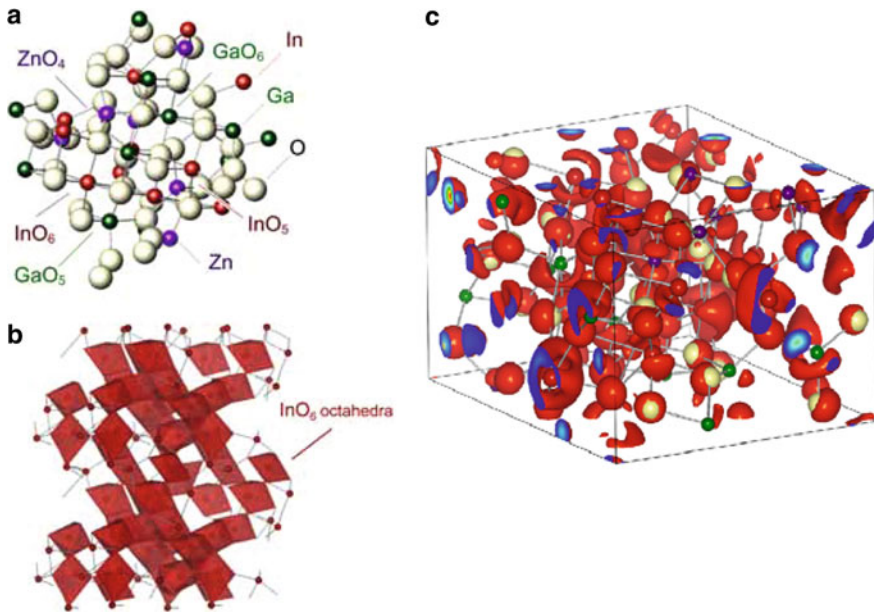 a
ZnO4
GaO6
In
Ga
O
InO6
GaO5
Zn
InO5
b
InO6 octahedra
c